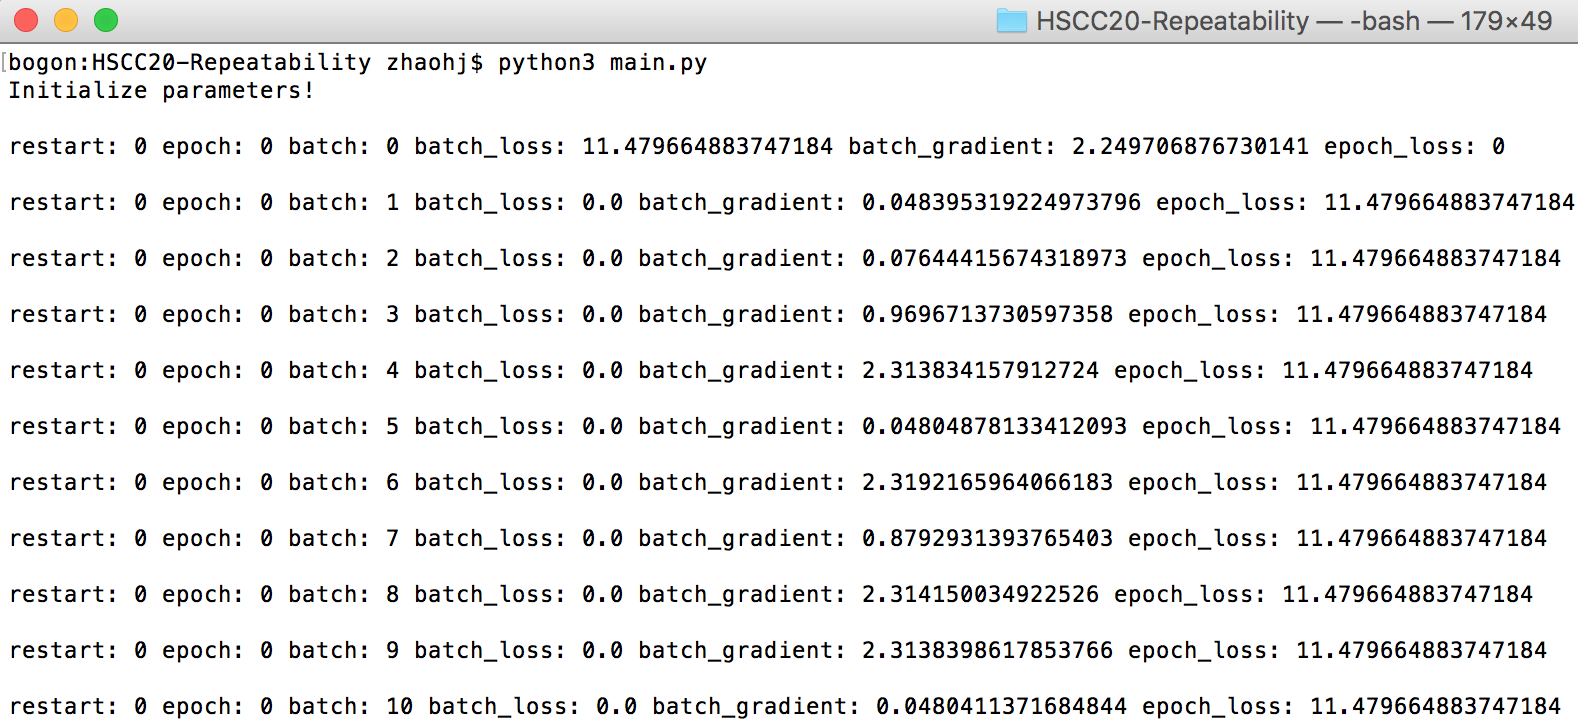 HSCC20-Repeatability — -bash — 179×49
[bogon:HSCC20-Repeatability zhaohj$ python3 main.py
Initialize parameters!
restart: 0 epoch: 0 batch: 0 batch_loss: 11.479664883747184 batch_gradient: 2.249706876730141 epoch_loss: 0
restart: 0 epoch: 0 batch: 1 batch_loss: 0.0 batch_gradient: 0.048395319224973796 epoch_loss: 11.479664883747184
restart: 0 epoch: 0 batch: 2 batch_loss: 0.0 batch_gradient: 0.07644415674318973 epoch_loss: 11.479664883747184
restart: 0 epoch: 0 batch: 3 batch_loss: 0.0 batch_gradient: 0.9696713730597358 epoch_loss: 11.479664883747184
restart: 0 epoch: 0 batch: 4 batch_loss: 0.0 batch_gradient: 2.313834157912724 epoch_loss: 11.479664883747184
restart: 0 epoch: 0 batch: 5 batch_loss: 0.0 batch_gradient: 0.04804878133412093 epoch_loss: 11.479664883747184
restart: 0 epoch: 0 batch: 6 batch_loss: 0.0 batch_gradient: 2.3192165964066183 epoch_loss: 11.479664883747184
restart: 0 epoch: 0 batch: 7 batch_loss: 0.0 batch_gradient: 0.8792931393765403 epoch_loss: 11.479664883747184
restart: 0 epoch: 0 batch: 8 batch_loss: 0.0 batch_gradient: 2.314150034922526 epoch_loss: 11.479664883747184
restart: 0 epoch: 0 batch: 9 batch_loss: 0.0 batch_gradient: 2.3138398617853766 epoch_loss: 11.479664883747184
restart: 0 epoch: 0 batch: 10 batch_loss: 0.0 batch_gradient: 0.0480411371684844 epoch_loss: 11.479664883747184